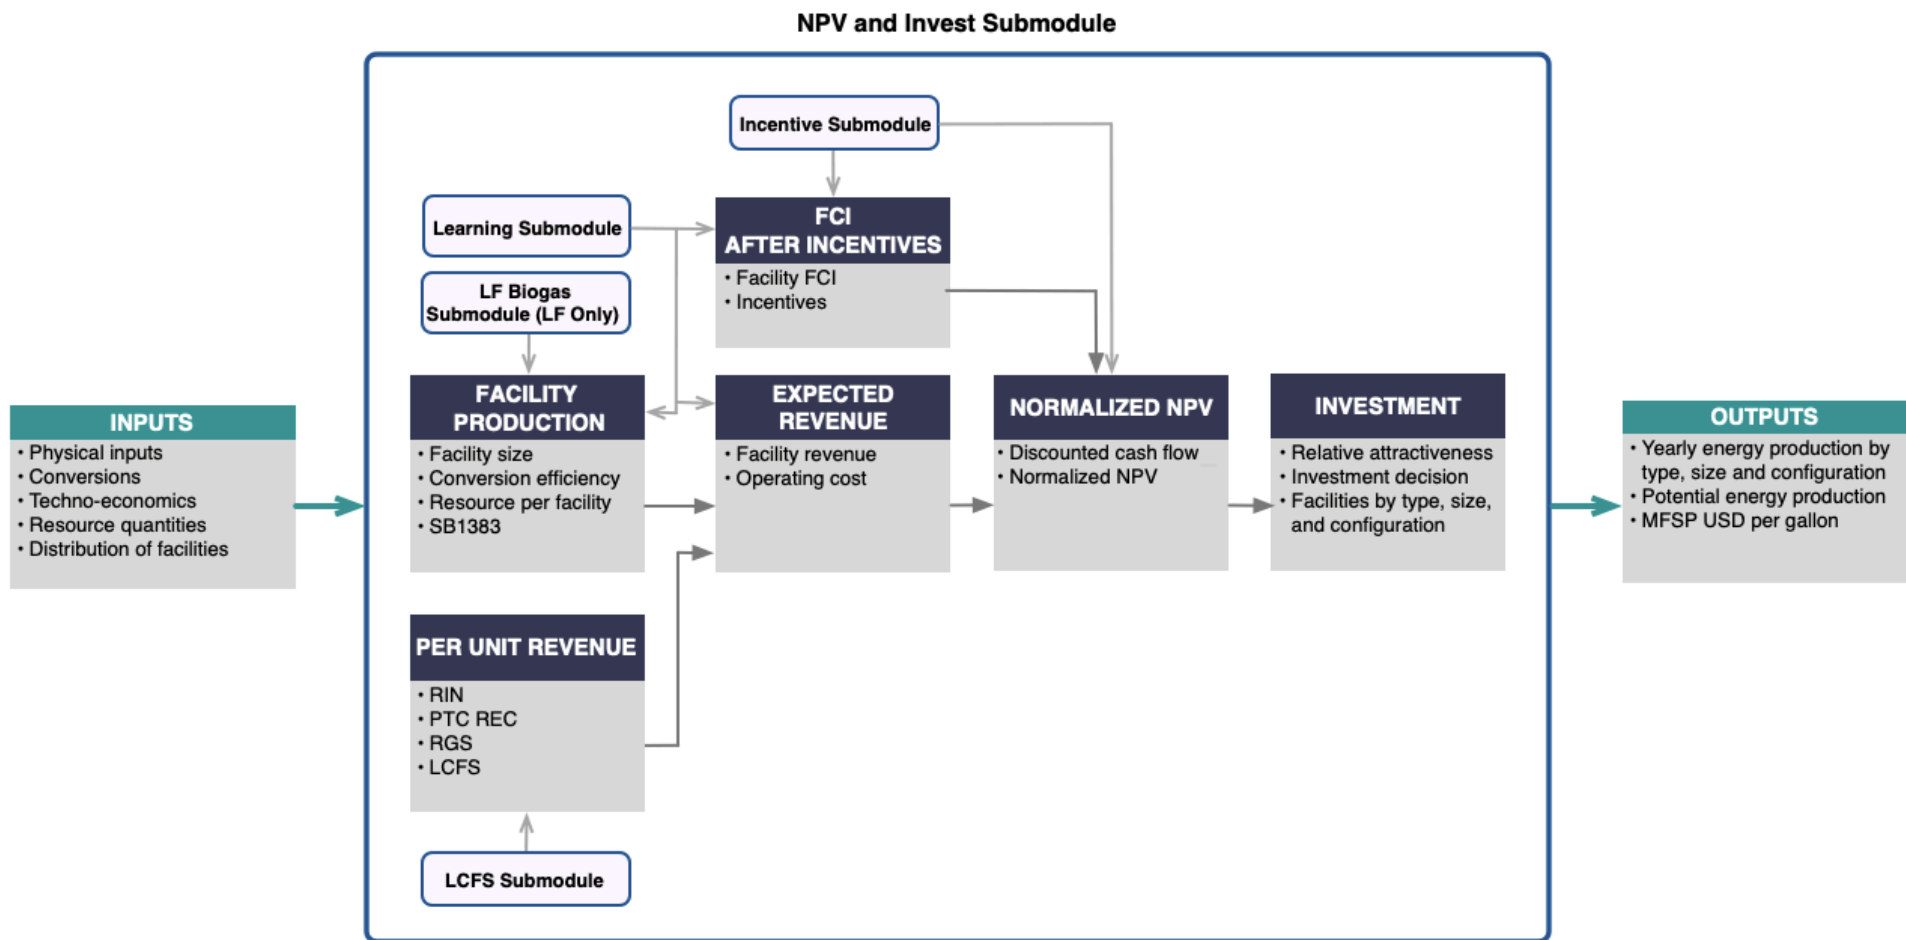 NPV and Invest Submodule
Incentive Submodule
Learning Submodule
FCI
AFTER INCENTIVES
• Facility FCI
• Incentives
LF Biogas
Submodule (LF Only)
INPUTS
• Physical inputs
• Conversions
• Techno-economics
• Resource quantities
• Distribution of facilities
FACILITY
PRODUCTION
• Facility size
• Conversion efficiency
• Resource per facility
• SB1383
EXPECTED
REVENUE
• Facility revenue
• Operating cost
NORMALIZED NPV
• Discounted cash flow
• Normalized NPV
INVESTMENT
• Relative attractiveness
• Investment decision
• Facilities by type, size,
and configuration
OUTPUTS
• Yearly energy production by
type, size and configuration
• Potential energy production
• MFSP USD per gallon
PER UNIT REVENUE
• RIN
• PTC REC
• RGS
• LCFS
LCFS Submodule